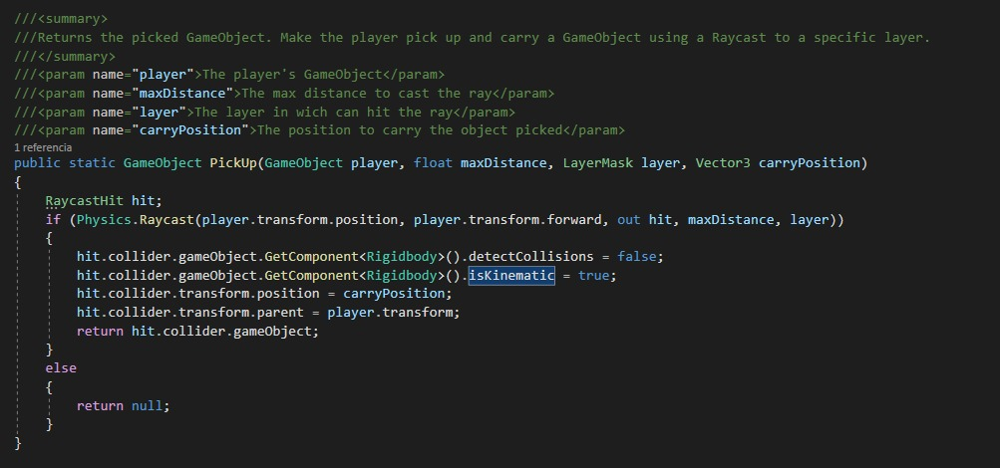 ///<summary>
///Returns the picked GameObject. Make the player pick up and carry a GameObject using a Raycast to a specific layer.
///</summary>
///<param name="player">The player's GameObject</param>
///<param name="maxDistance">The max distance to cast the ray</param>
///<param name="layer">The layer in wich can hit the ray</param>
///<param name="carryPosition">The position to carry the object picked</param>
1 referencia
public static GameObject PickUp(GameObject player, float maxDistance, LayerMask layer, Vector3 carryPosition)
{
    RaycastHit hit;
    if (Physics.Raycast(player.transform.position, player.transform.forward, out hit, maxDistance, layer))
    {
        hit.collider.gameObject.GetComponent<Rigidbody>().detectCollisions = false;
        hit.collider.gameObject.GetComponent<Rigidbody>().isKinematic = true;
        hit.collider.transform.position = carryPosition;
        hit.collider.transform.parent = player.transform;
        return hit.collider.gameObject;
    }
    else
    {
        return null;
    }
}